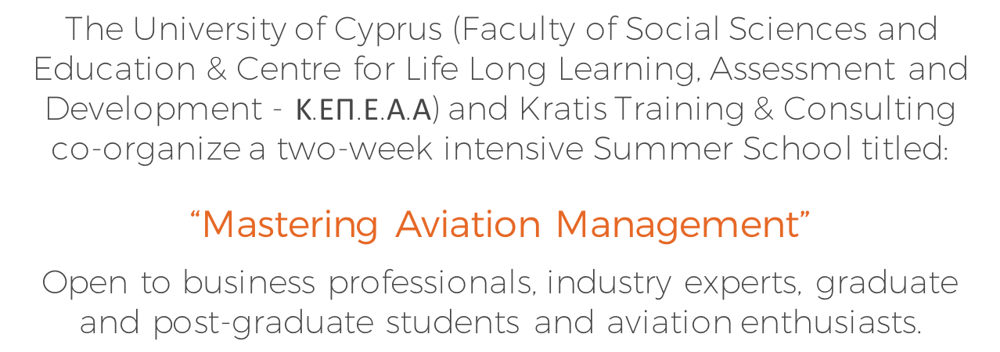 The University of Cyprus (Faculty of Social Sciences and
Education & Centre for Life Long Learning, Assessment and
Development - Κ.ΕΠ.Ε.Α.Α) and Kratis Training & Consulting
co-organize a two-week intensive Summer School titled:
“Mastering Aviation Management”
Open to business professionals, industry experts, graduate
and post-graduate students and aviation enthusiasts.